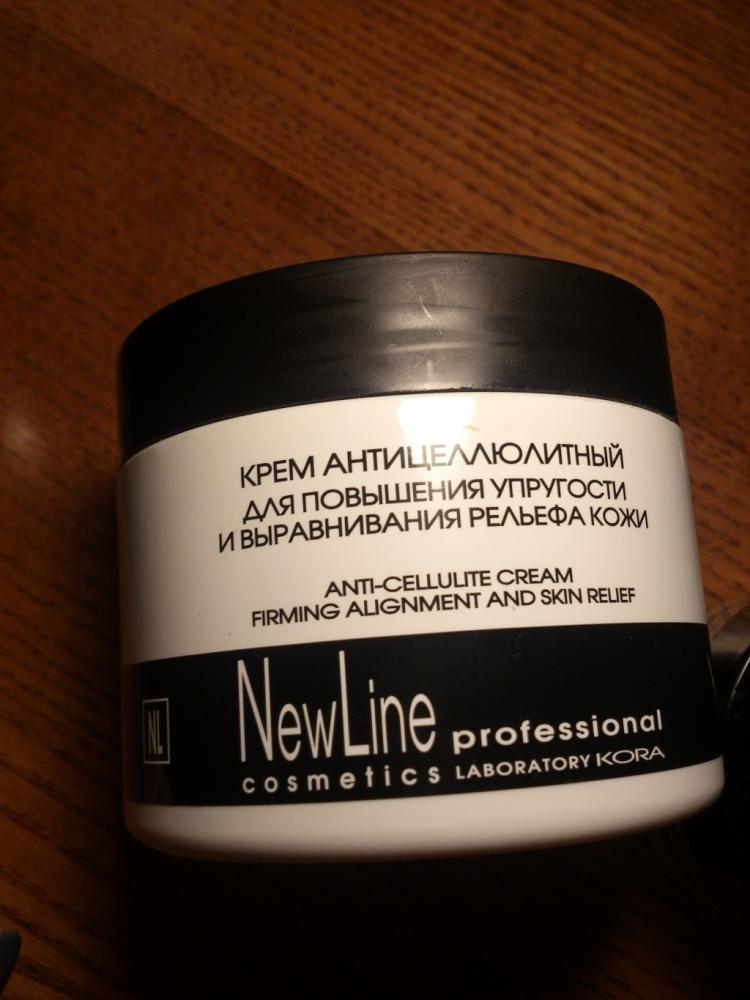 КРЕМ АНТИЦЕЛЛЮЛИТНЫЙ
ДЛЯ ПОВЫШЕНИЯ УПРУГОСТИ
И ВЫРАВНИВАНИЯ РЕЛЬЕФА КОЖИ
ANTI-CELLULITE CREAM
FIRMING ALIGNMENT AND SKIN RELIEF
NL
NewLine professional
cosmetics LABORATORY KORA